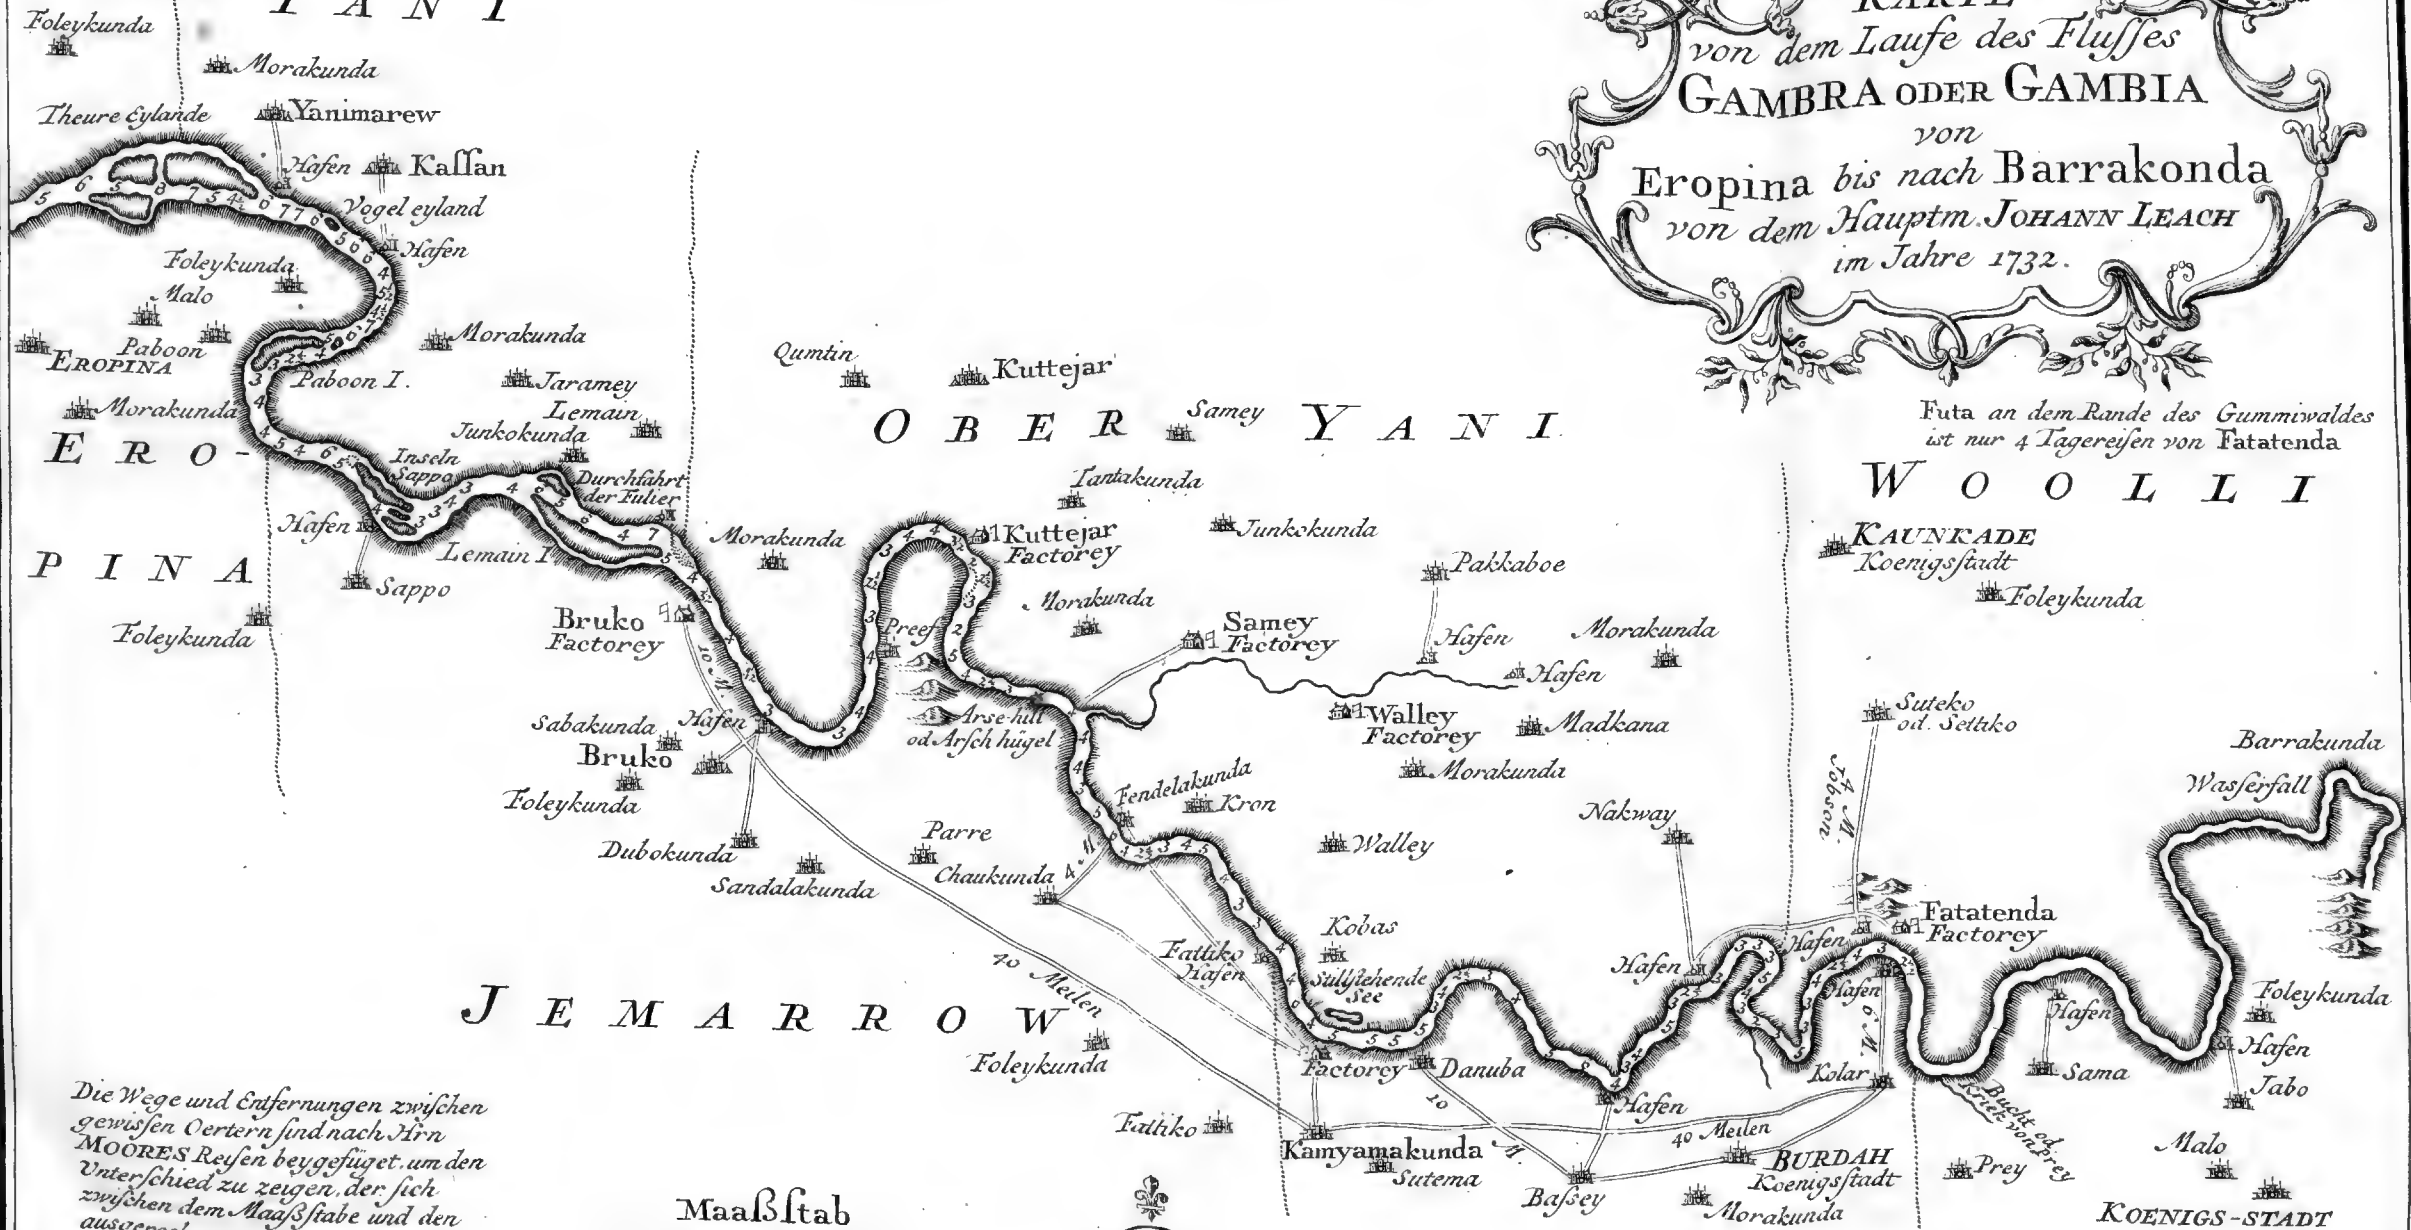 YANI
Foleykunda
Morakunda
Theure Eylande
Yanimarew
Hafen
Kaſſan
Vogel eyland
Hafen
Foleykunda
Malo
Paboon
EROPINA
Morakunda
Paboon I.
Morakunda
Jaramey
Lemain
Junkokunda
ERO-
PINA
Inseln
Sappo
Durchfahrt
der Fulier
Hafen
Lemain I.
Sappo
Foleykunda
KARTE
von dem Laufe des Fluſſes
GAMBRA ODER GAMBIA
von
Eropina bis nach Barrakonda
von dem Hauptm. JOHANN LEACH
im Jahre 1732.
Futa an dem Rande des Gummiwaldes
ist nur 4 Tagereiſen von Fatatenda
WOOLLI
KAUNKADE
Koenigsſtadt
Foleykunda
Qumtin
Kuttejar
OBER YANI
Samey
Tantakunda
Junkokunda
Morakunda
Kuttejar
Factorey
Pakkaboe
Morakunda
Preef
Samey
Factorey
Hafen
Morakunda
Hafen
Bruko
Factorey
10 M.
Sabakunda
Hafen
Bruko
Foleykunda
Dubokunda
Sandalakunda
Arse-hill
od Arſch hügel
Walley
Factorey
Madkana
Morakunda
Fendelakunda
Kron
Parre
Chaukunda
4 M
Walley
Nakway
Suteko
od. Settiko
14 M.
Jobson.
Barrakunda
Waſſerfall
Kobas
Fattiko
Hafen
Stillſtehende
See
Hafen
Hafen
Fatatenda
Factorey
Hafen
6 M.
JEMARROW
40 Meilen
Foleykunda
Factorey
Danuba
Hafen
Kolar
Hafen
Sama
Foleykunda
Hafen
Jabo
Fattiko
Kamyamakunda
Sutema
10 M.
40 Meilen
Baſsey
BURDAH
Koenigsſtadt
Morakunda
Bucht od
Kriek von prey
Prey
Malo
KOENIGS-STADT
Die Wege und Entfernungen zwiſchen
gewiſſen Oertern ſind nach Hrn
MOORES Reiſen beygefüget, um den
Unterſchied zu zeigen, der ſich
zwiſchen dem Maaßſtabe und den
Maaßſtab